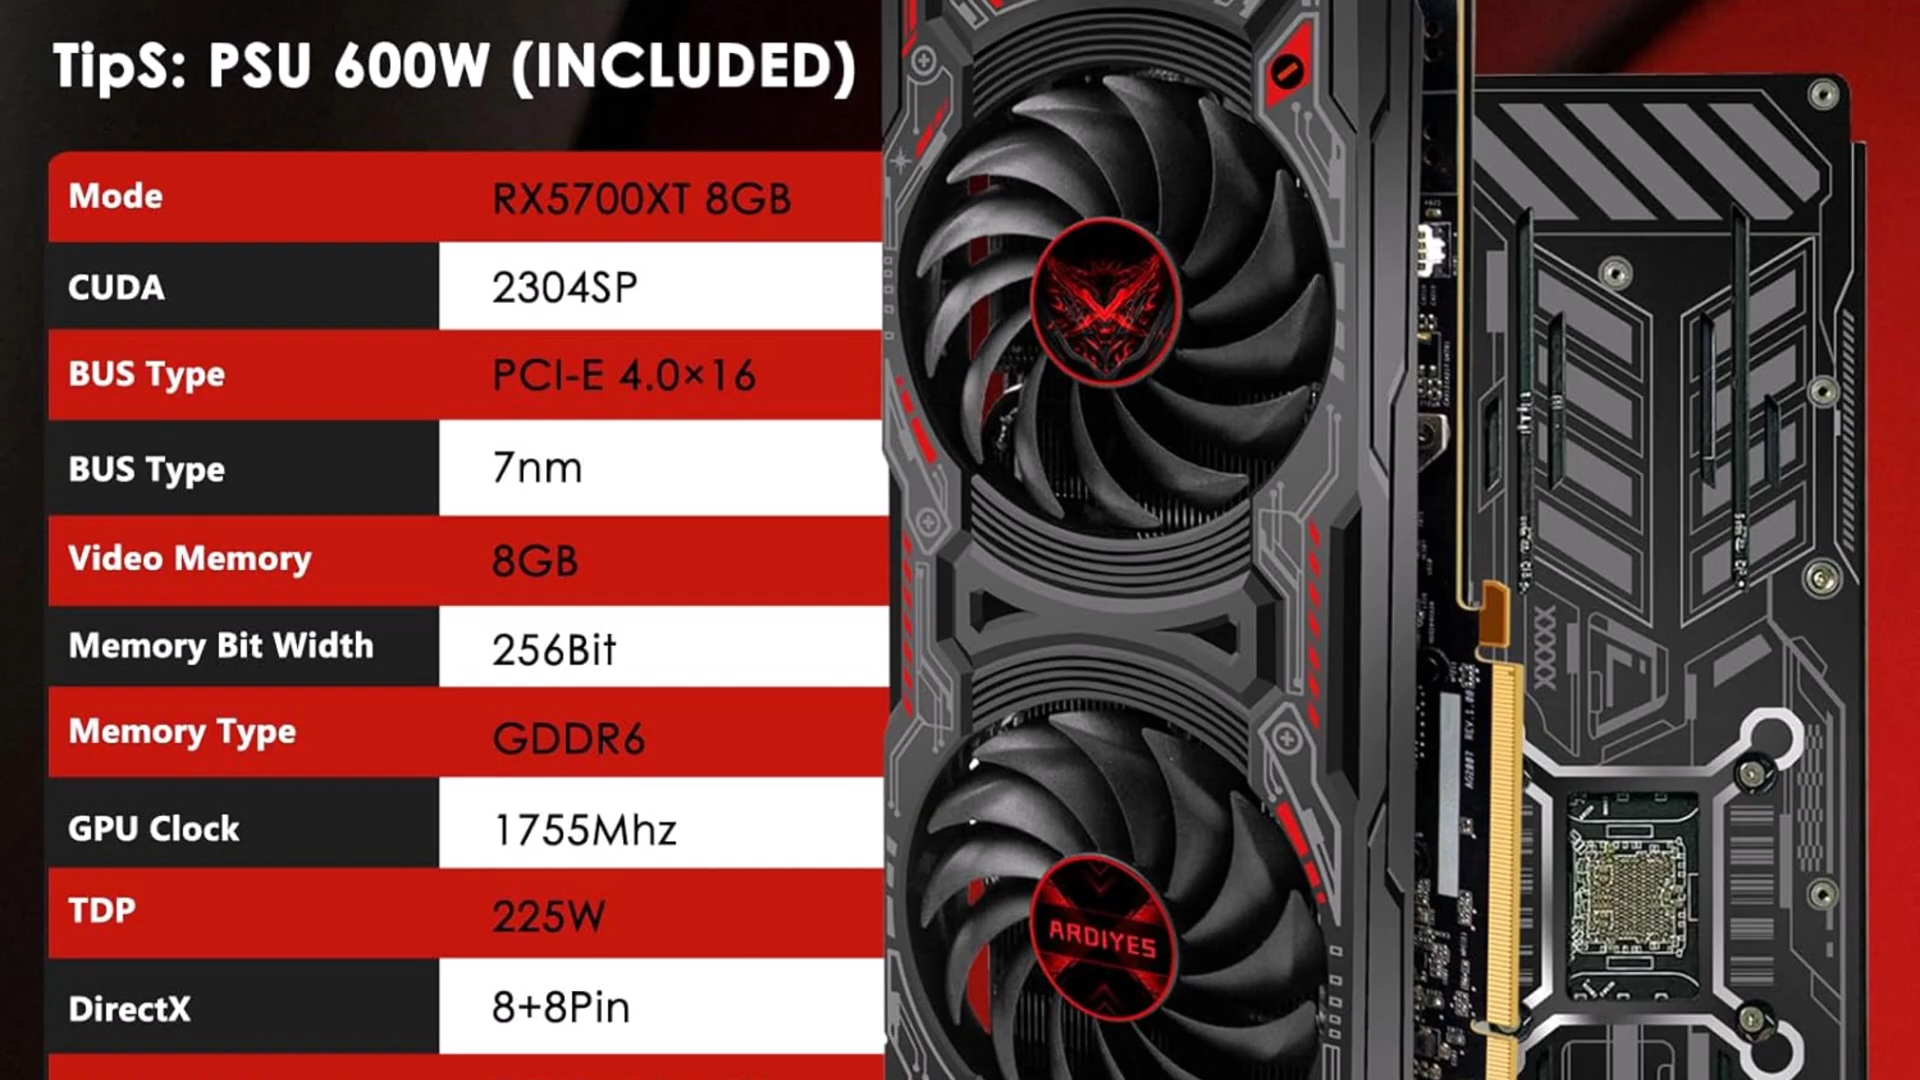 TipS: PSU 600W (INCLUDED)
Mode RX5700XT 8GB
CUDA 2304SP
BUS Type PCI-E 4.0×16
BUS Type 7nm
Video Memory 8GB
Memory Bit Width 256Bit
Memory Type GDDR6
GPU Clock 1755Mhz
TDP 225W
DirectX 8+8Pin
ARDIYES
XXXX